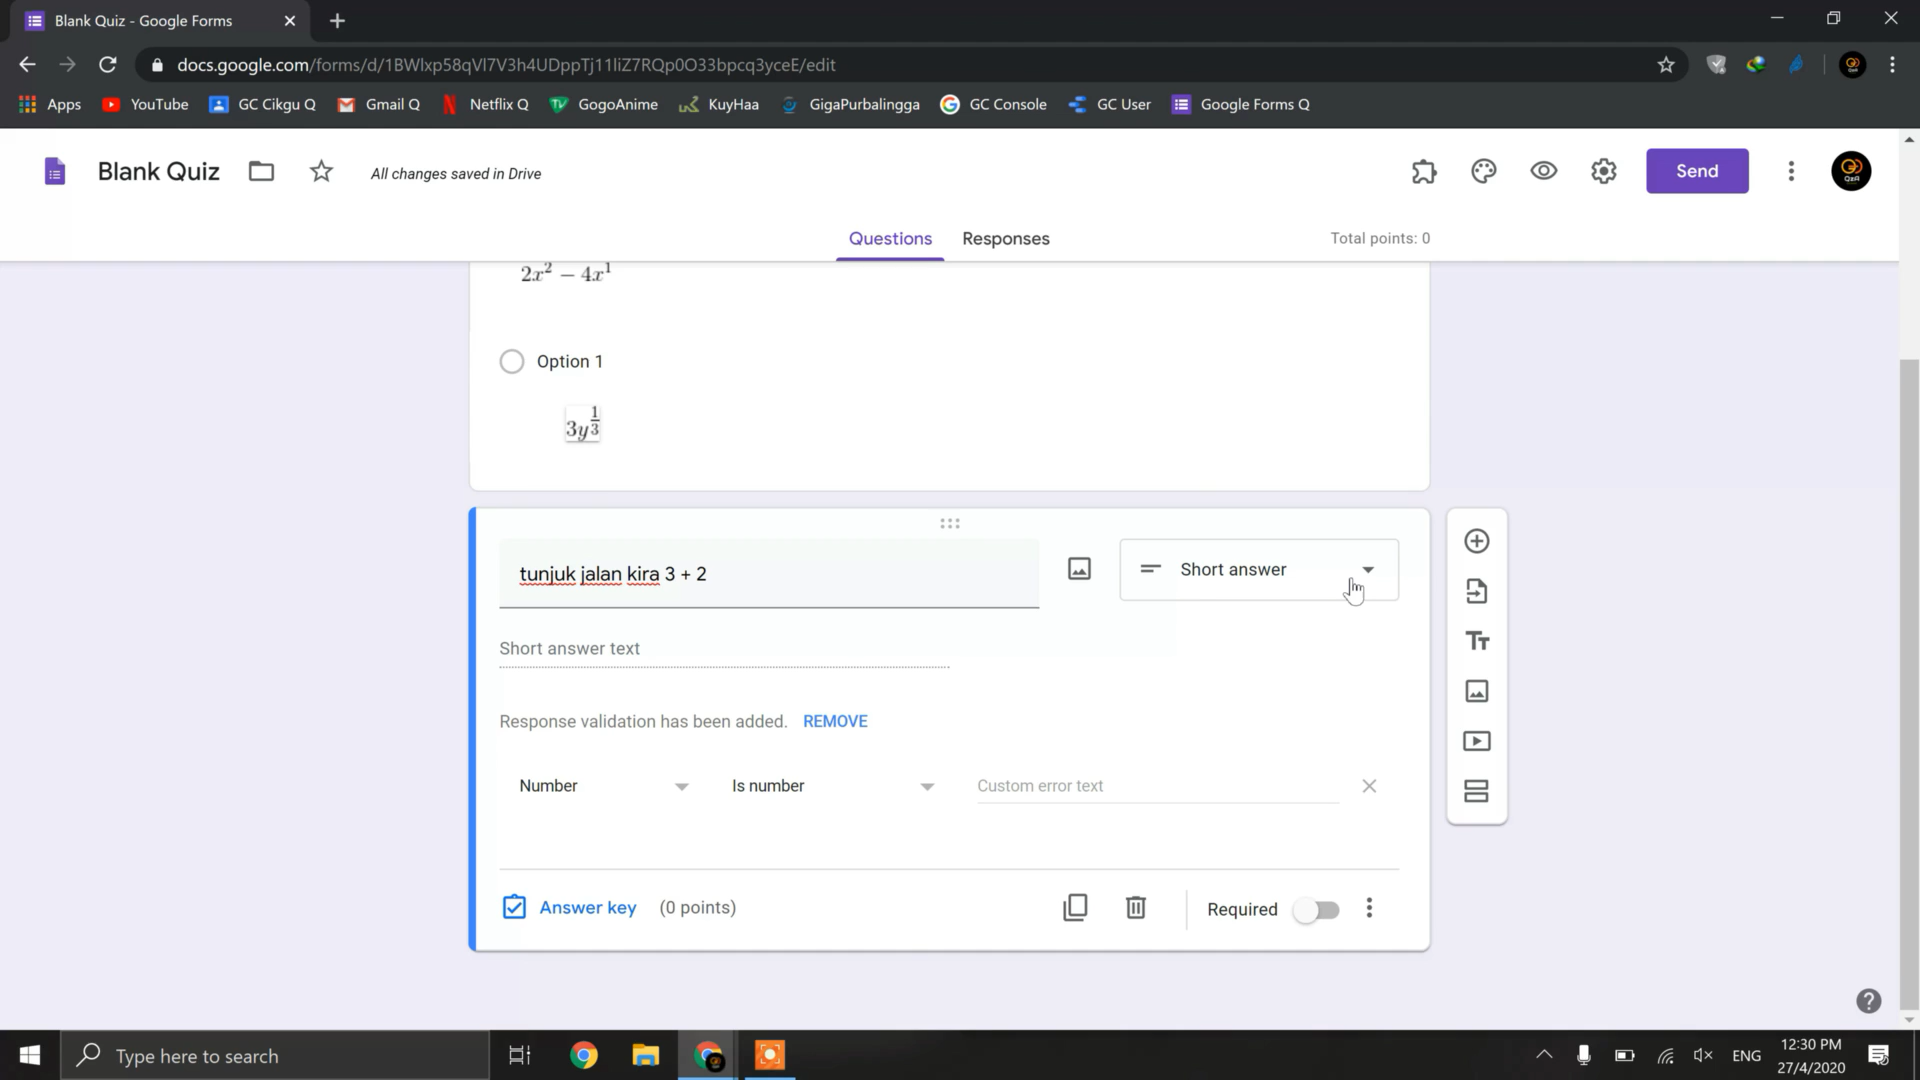 Blank Quiz - Google Forms
docs.google.com/forms/d/1BWlxp58qVl7V3h4UDppTj11liZ7RQp0O33bpcq3yceE/edit
Apps YouTube GC Cikgu Q Gmail Q Netflix Q GogoAnime KuyHaa GigaPurbalingga GC Console GC User Google Forms Q
Blank Quiz All changes saved in Drive Send
QzA
Questions Responses Total points: 0
2x² − 4x¹
Option 1
3y^{1/3}
tunjuk jalan kira 3 + 2 Short answer
Short answer text
Response validation has been added. REMOVE
Number Is number Custom error text
Answer key (0 points) Required
Type here to search ENG 12:30 PM
27/4/2020